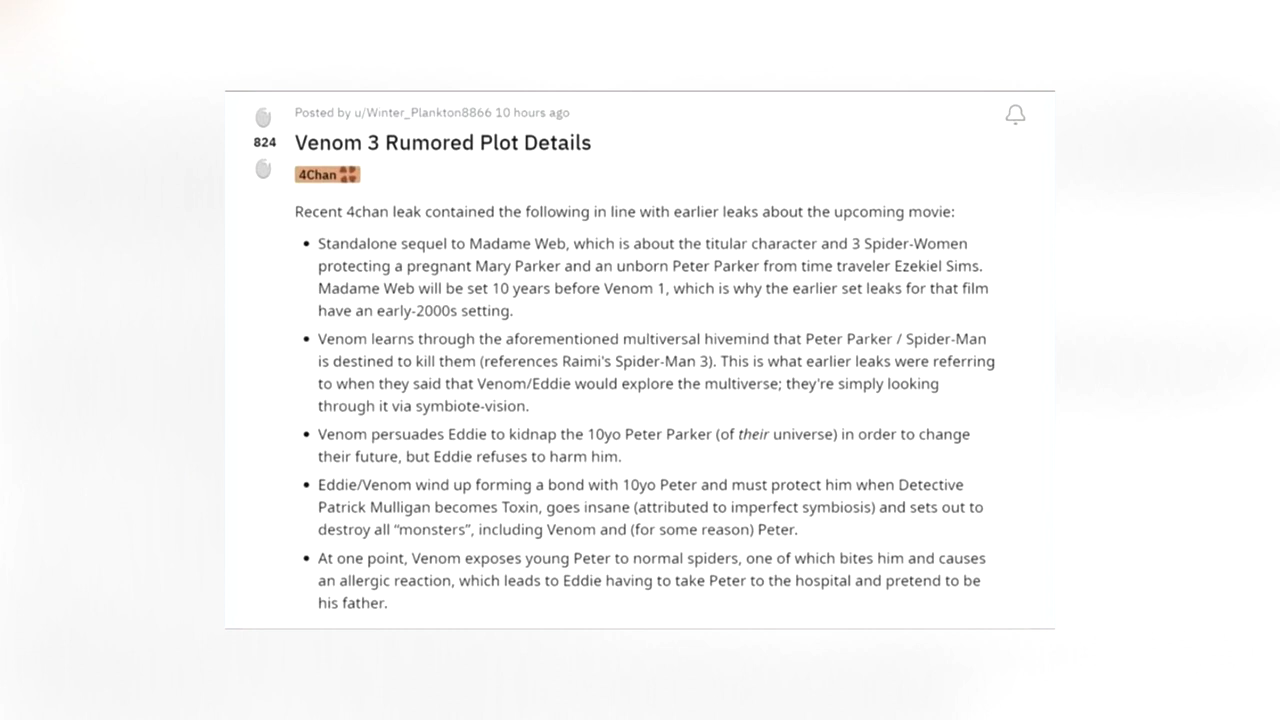 Posted by u/Winter_Plankton8866 10 hours ago
824
Venom 3 Rumored Plot Details
4Chan
Recent 4chan leak contained the following in line with earlier leaks about the upcoming movie:
• Standalone sequel to Madame Web, which is about the titular character and 3 Spider-Women
protecting a pregnant Mary Parker and an unborn Peter Parker from time traveler Ezekiel Sims.
Madame Web will be set 10 years before Venom 1, which is why the earlier set leaks for that film
have an early-2000s setting.
• Venom learns through the aforementioned multiversal hivemind that Peter Parker / Spider-Man
is destined to kill them (references Raimi's Spider-Man 3). This is what earlier leaks were referring
to when they said that Venom/Eddie would explore the multiverse; they're simply looking
through it via symbiote-vision.
• Venom persuades Eddie to kidnap the 10yo Peter Parker (of their universe) in order to change
their future, but Eddie refuses to harm him.
• Eddie/Venom wind up forming a bond with 10yo Peter and must protect him when Detective
Patrick Mulligan becomes Toxin, goes insane (attributed to imperfect symbiosis) and sets out to
destroy all “monsters”, including Venom and (for some reason) Peter.
• At one point, Venom exposes young Peter to normal spiders, one of which bites him and causes
an allergic reaction, which leads to Eddie having to take Peter to the hospital and pretend to be
his father.